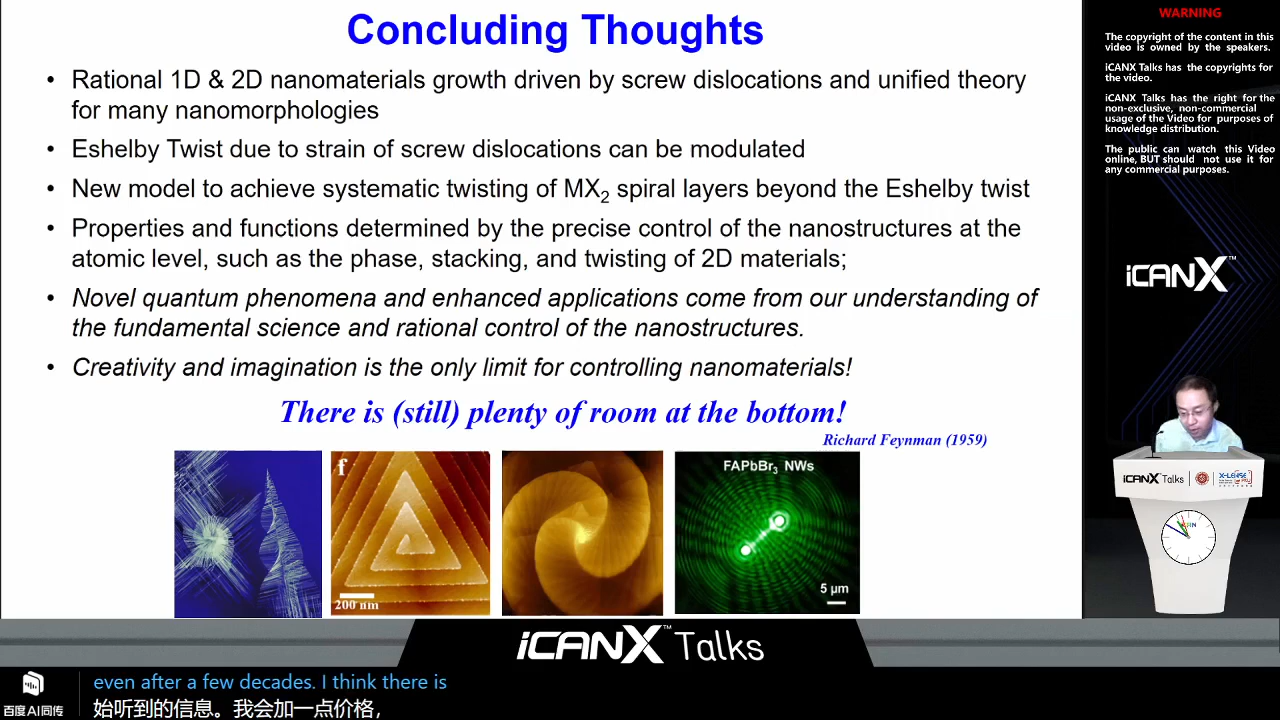 Concluding Thoughts
• Rational 1D & 2D nanomaterials growth driven by screw dislocations and unified theory
for many nanomorphologies
• Eshelby Twist due to strain of screw dislocations can be modulated
• New model to achieve systematic twisting of MX2 spiral layers beyond the Eshelby twist
• Properties and functions determined by the precise control of the nanostructures at the
atomic level, such as the phase, stacking, and twisting of 2D materials;
• Novel quantum phenomena and enhanced applications come from our understanding of
the fundamental science and rational control of the nanostructures.
• Creativity and imagination is the only limit for controlling nanomaterials!
There is (still) plenty of room at the bottom!
Richard Feynman (1959)
f
200 nm
FAPbBr3 NWs
5 µm
WARNING
The copyright of the content in this
video is owned by the speakers.
iCANX Talks has the copyrights for
the video.
iCANX Talks has the right for the
non-exclusive, non-commercial
usage of the Video for purposes of
knowledge distribution.
The public can watch this Video
online, BUT should not use it for
any commercial purposes.
iCANX™
iCANX Talks
iCANX™ Talks
百度AI同传
even after a few decades. I think there is
始听到的信息。我会加一点价格，